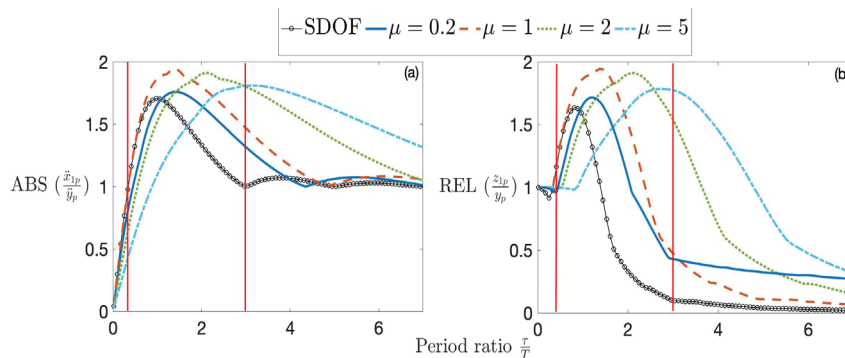 SDOF μ = 0.2 μ = 1 μ = 2 μ = 5
(a)
2
1.5
1
0.5
0
0 2 4 6
ABS (ẍ₁ₚ/ÿₚ)
(b
2
1.5
1
0.5
0
0 2 4 6
REL (z₁ₚ/yₚ)
Period ratio τ/T